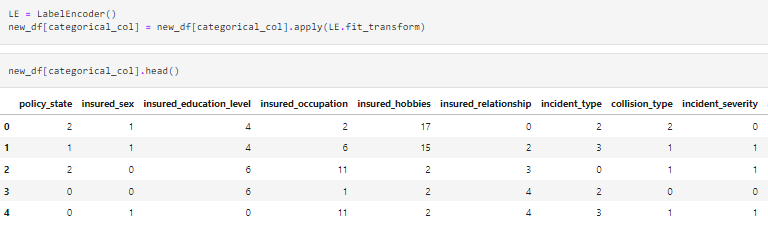 LE = LabelEncoder()
new_df[categorical_col] = new_df[categorical_col].apply(LE.fit_transform)
new_df[categorical_col].head()
policy_state insured_sex insured_education_level insured_occupation insured_hobbies insured_relationship incident_type collision_type incident_severity
0 2 1 4 2 17 0 2 2 0
1 1 1 4 6 15 2 3 1 1
2 2 0 6 11 2 3 0 1 1
3 0 0 6 1 2 4 2 0 0
4 0 1 0 11 2 4 3 1 1